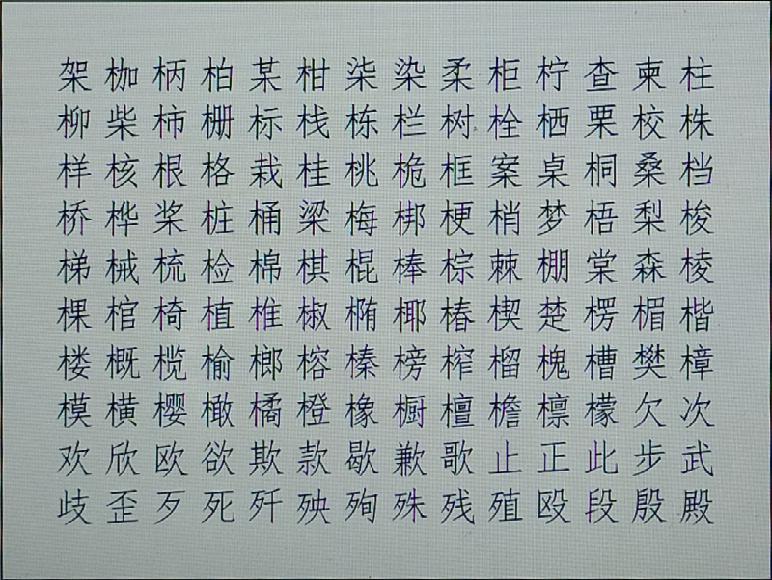 架枷柄柏某柑柒染柔柜柠查柬柱
柳柴柿栅标栈栋栏树栓栖栗校株
样核根格栽桂桃桅框案桌桐桑档
桥桦桨桩桶梁梅梆梗梢梦梧梨梭
梯械梳检棉棋棍棒棕棘棚棠森棱
棵棺椅植椎椒椭椰椿楔楚楞楣楷
楼概榄榆榔榕榛榜榨榴槐槽樊樟
模横樱橄橘橙橡橱檀檐檩檬欠次
欢欣欧欲欺款歇歉歌止正此步武
歧歪歹死歼殃殉殊残殖殴段殷殿